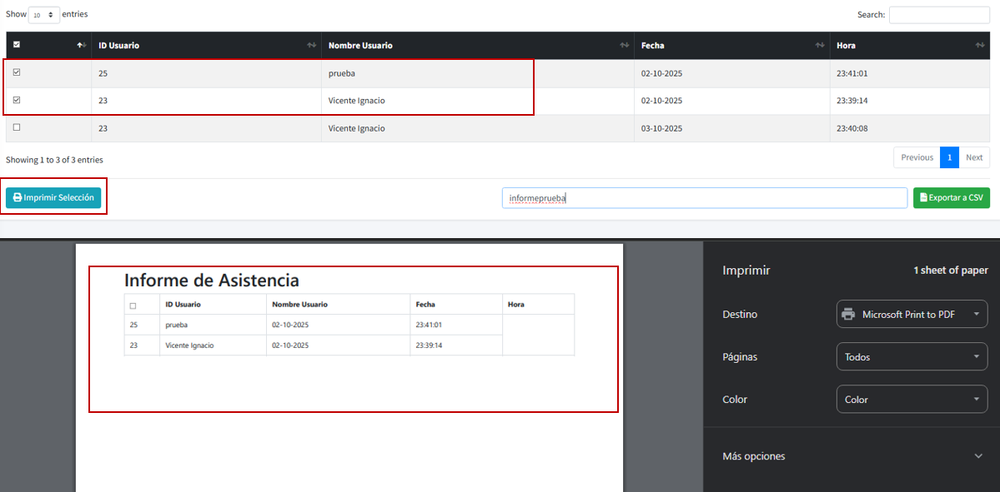 Show 10 entries Search:
ID Usuario Nombre Usuario Fecha Hora
25 prueba 02-10-2025 23:41:01
23 Vicente Ignacio 02-10-2025 23:39:14
23 Vicente Ignacio 03-10-2025 23:40:08
Showing 1 to 3 of 3 entries Previous 1 Next
Imprimir Selección informeprueba Exportar a CSV
Informe de Asistencia
ID Usuario Nombre Usuario Fecha Hora
25 prueba 02-10-2025 23:41:01
23 Vicente Ignacio 02-10-2025 23:39:14
Imprimir 1 sheet of paper
Destino Microsoft Print to PDF
Páginas Todos
Color Color
Más opciones